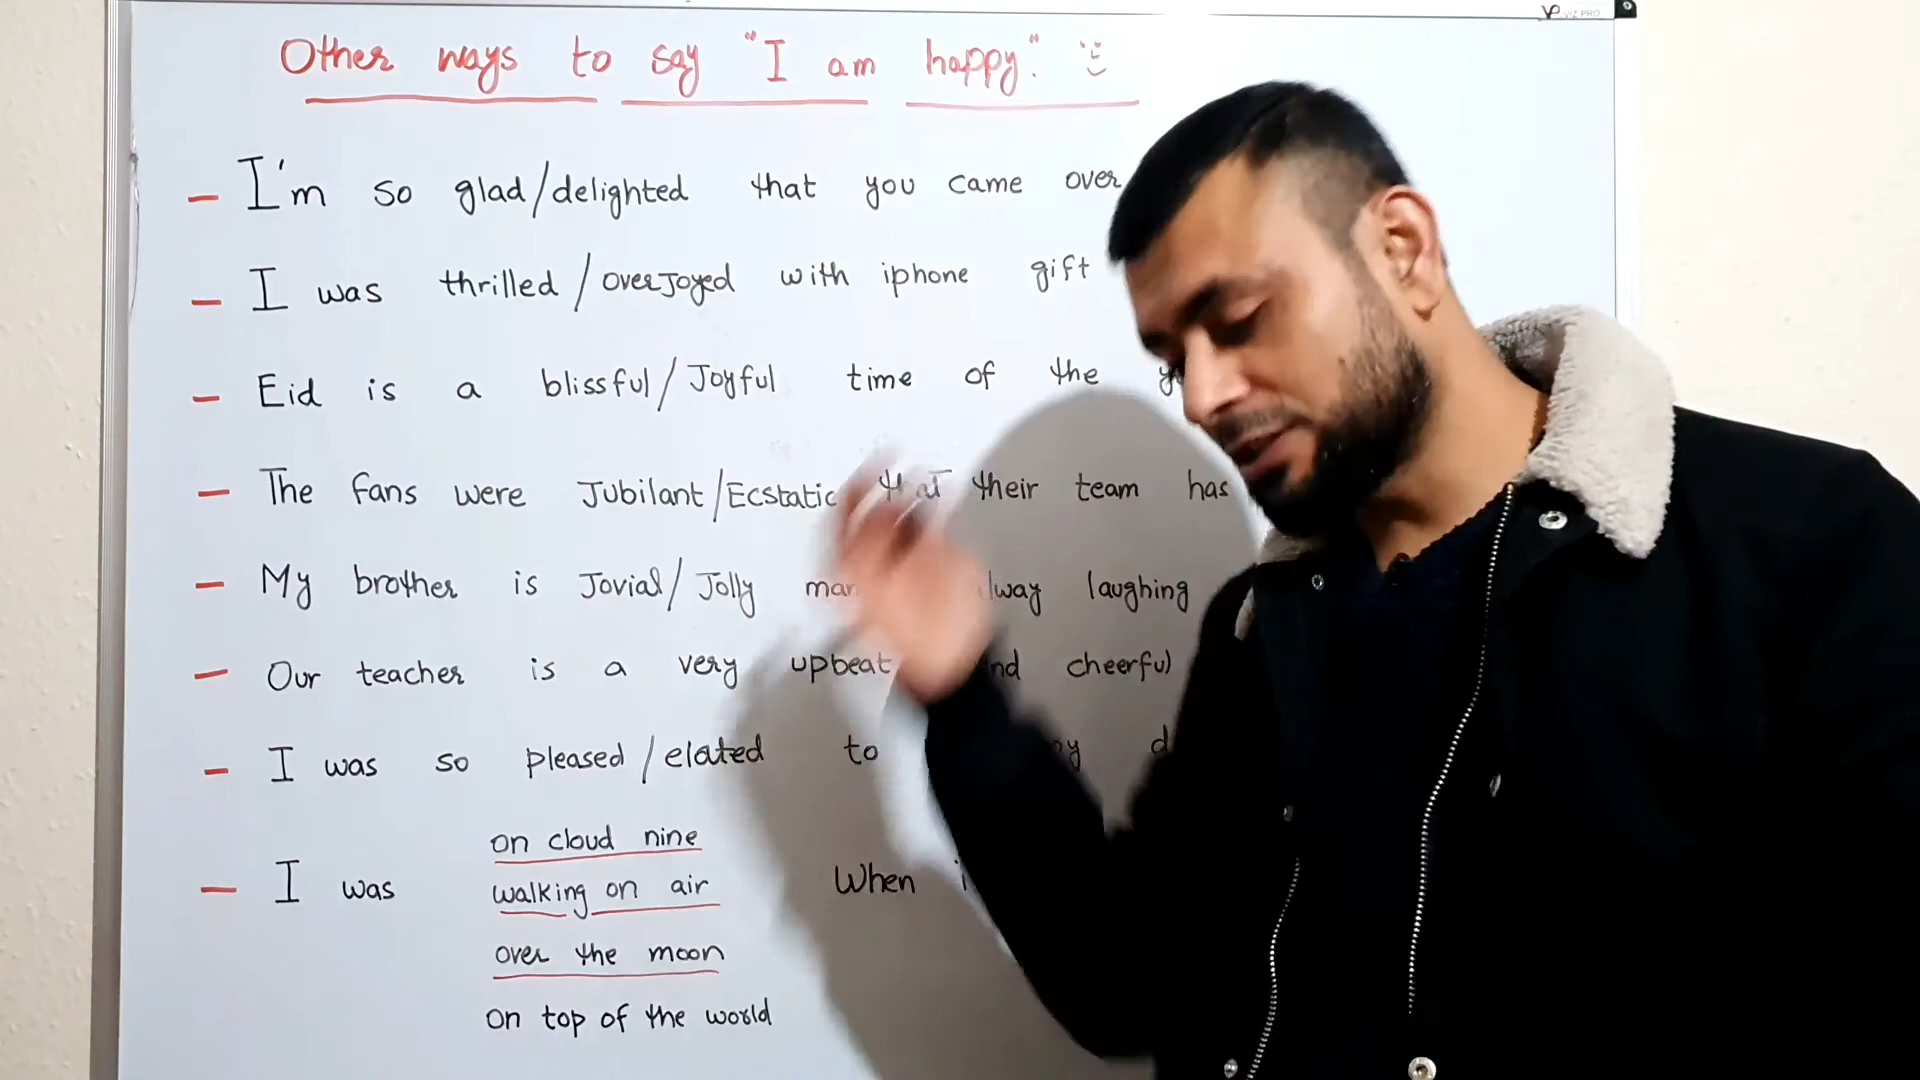 VIZ PRO
Other ways to say "I am happy."
- I'm so glad/delighted that you came over
- I was thrilled / overJoyed with iphone gift
- Eid is a blissful/Joyful time of the
- The fans were Jubilant/Ecstatic that their team has
- My brother is Jovial/Jolly laughing
- Our teacher is a very upbeat cheerful
- I was so pleased/elated to
on cloud nine
- I was walking on air When
over the moon
on top of the world